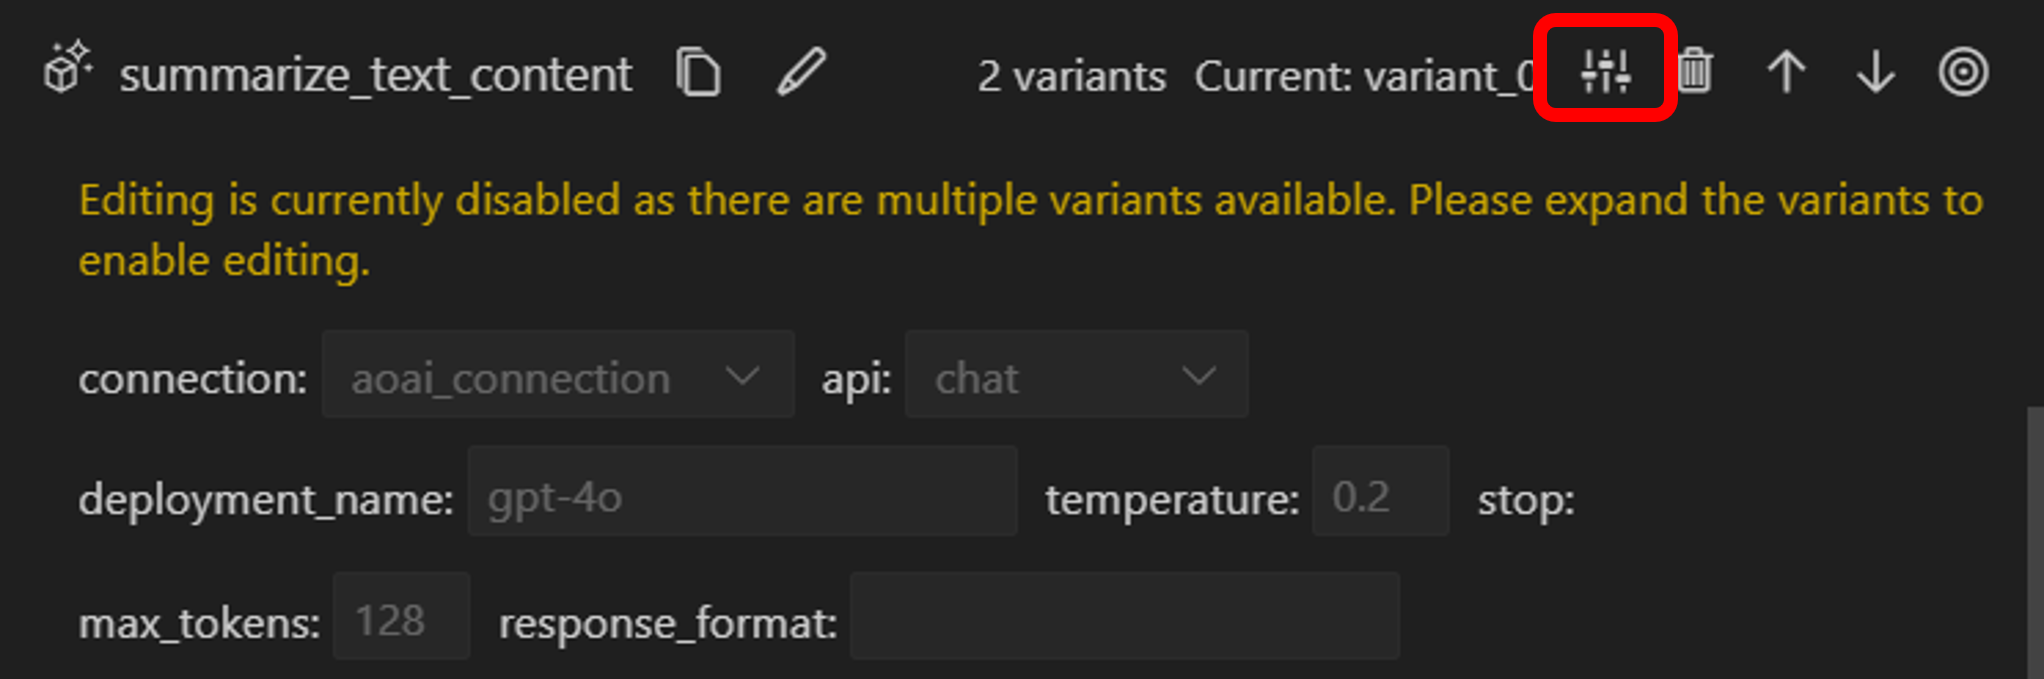 summarize_text_content 2 variants Current: variant_0
Editing is currently disabled as there are multiple variants available. Please expand the variants to
enable editing.
connection: aoai_connection api: chat
deployment_name: gpt-4o temperature: 0.2 stop:
max_tokens: 128 response_format: